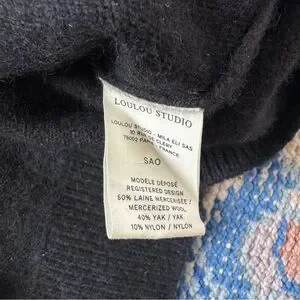 LOULOU STUDIO
LOULOU STUDIO - MILA ELI SAS
10 RUE DE CLERY
75002 PARIS - FRANCE
SAO
MODÈLE DÉPOSÉ
REGISTERED DESIGN
50% LAINE MERCERISÉE /
MERCERIZED WOOL
40% YAK / YAK
10% NYLON / NYLON